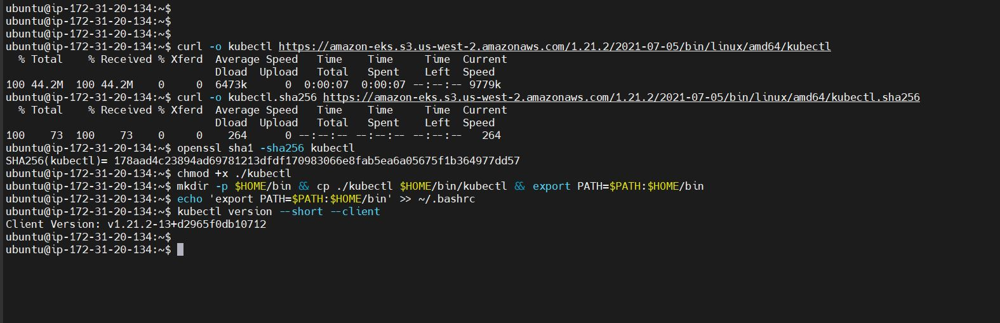 ubuntu@ip-172-31-20-134:~$
ubuntu@ip-172-31-20-134:~$
ubuntu@ip-172-31-20-134:~$
ubuntu@ip-172-31-20-134:~$ curl -o kubectl https://amazon-eks.s3.us-west-2.amazonaws.com/1.21.2/2021-07-05/bin/linux/amd64/kubectl
  % Total    % Received % Xferd  Average Speed   Time    Time     Time  Current
                                 Dload  Upload   Total   Spent    Left  Speed
100 44.2M  100 44.2M    0     0  6473k      0  0:00:07  0:00:07 --:--:-- 9779k
ubuntu@ip-172-31-20-134:~$ curl -o kubectl.sha256 https://amazon-eks.s3.us-west-2.amazonaws.com/1.21.2/2021-07-05/bin/linux/amd64/kubectl.sha256
  % Total    % Received % Xferd  Average Speed   Time    Time     Time  Current
                                 Dload  Upload   Total   Spent    Left  Speed
100    73  100    73    0     0    264      0 --:--:-- --:--:-- --:--:--   264
ubuntu@ip-172-31-20-134:~$ openssl sha1 -sha256 kubectl
SHA256(kubectl)= 178aad4c23894ad69781213dfdf170983066e8fab5ea6a05675f1b364977dd57
ubuntu@ip-172-31-20-134:~$ chmod +x ./kubectl
ubuntu@ip-172-31-20-134:~$ mkdir -p $HOME/bin && cp ./kubectl $HOME/bin/kubectl && export PATH=$PATH:$HOME/bin
ubuntu@ip-172-31-20-134:~$ echo 'export PATH=$PATH:$HOME/bin' >> ~/.bashrc
ubuntu@ip-172-31-20-134:~$ kubectl version --short --client
Client Version: v1.21.2-13+d2965f0db10712
ubuntu@ip-172-31-20-134:~$
ubuntu@ip-172-31-20-134:~$